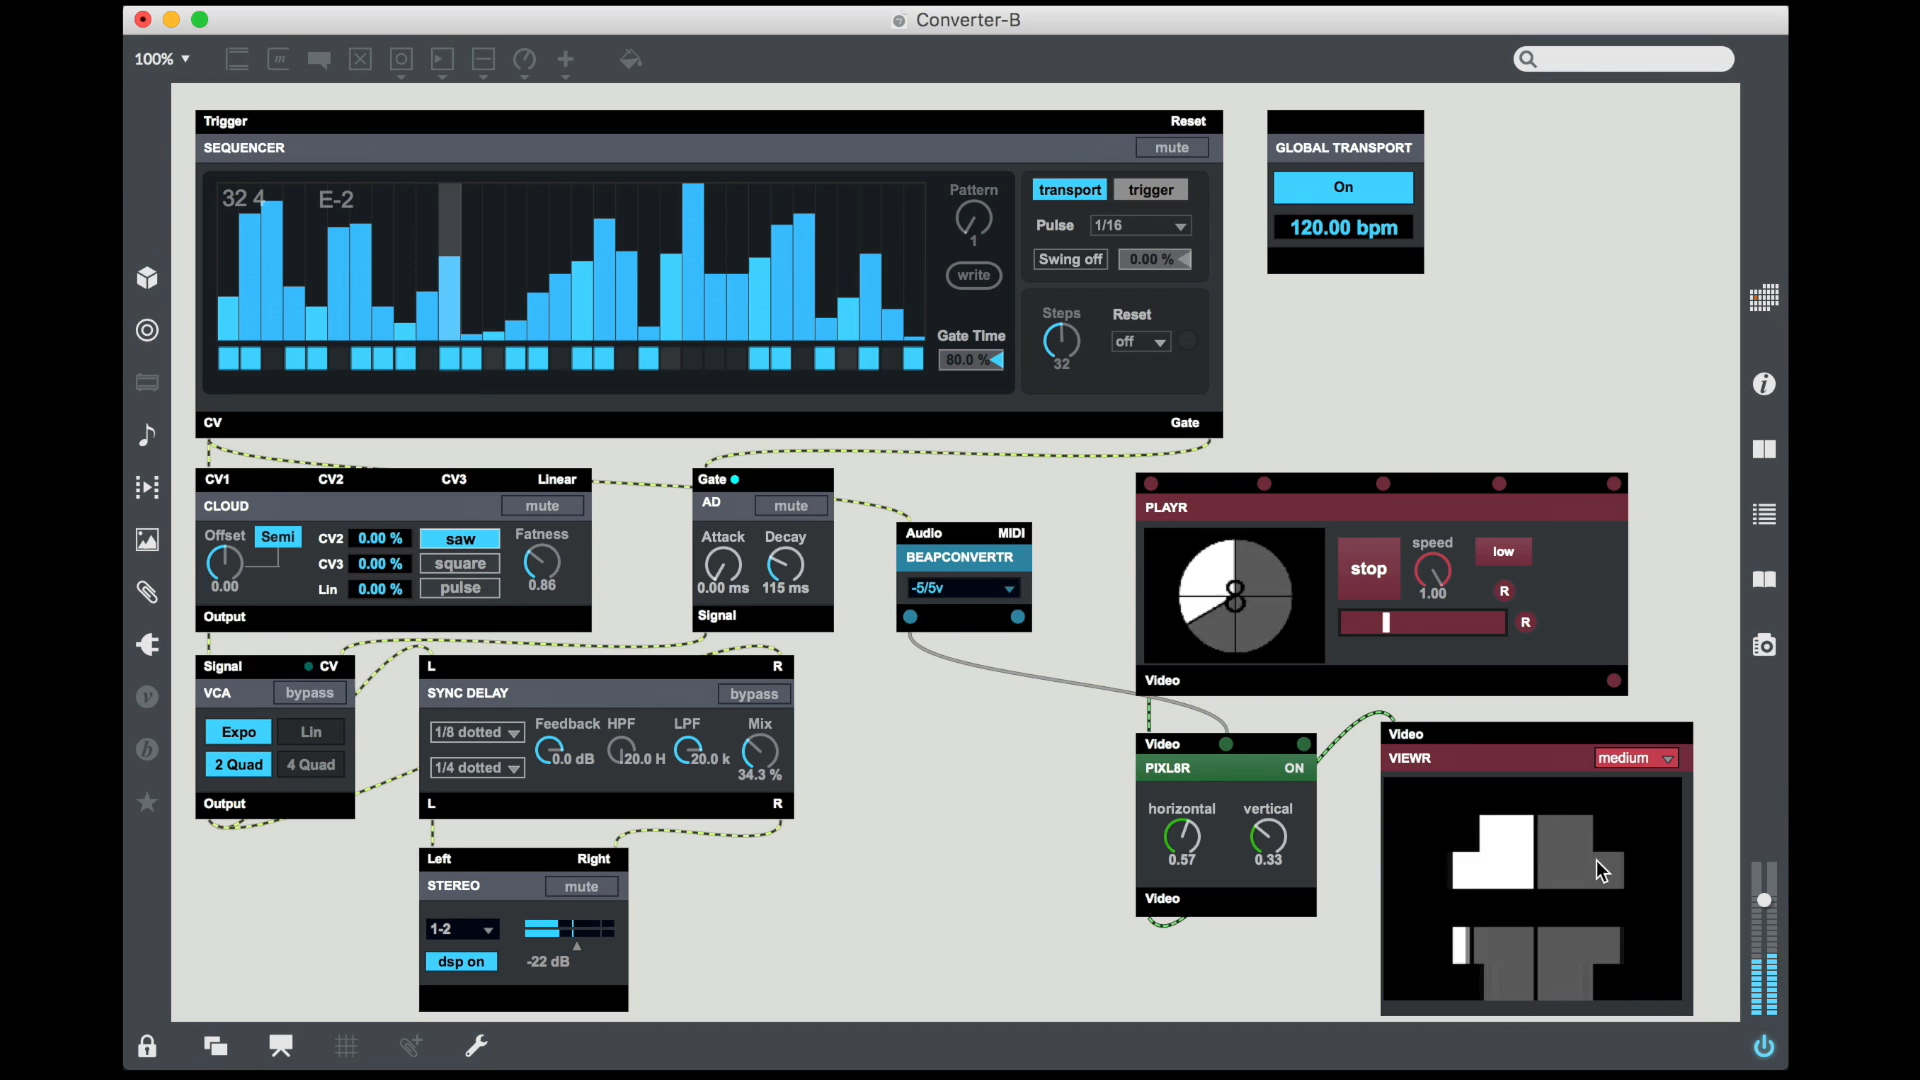 Converter-B
100%
m
Trigger
Reset
SEQUENCER
mute
32 4
E-2
Pattern
1
write
Gate Time
80.0 %
transport
trigger
Pulse
1/16
Swing off
0.00 %
Steps
32
Reset
off
CV
Gate
GLOBAL TRANSPORT
On
120.00 bpm
CV1
CV2
CV3
Linear
CLOUD
mute
Offset
Semi
0.00
CV2 0.00 %
CV3 0.00 %
Lin 0.00 %
saw
square
pulse
Fatness
0.86
Output
Gate
AD
mute
Attack
Decay
0.00 ms
115 ms
Signal
Audio
MIDI
BEAPCONVERTR
-5/5v
PLAYR
8
stop
speed
1.00
low
R
R
Video
Signal
CV
VCA
bypass
Expo
Lin
2 Quad
4 Quad
Output
L
R
SYNC DELAY
bypass
1/8 dotted
1/4 dotted
Feedback
HPF
LPF
Mix
0.0 dB
20.0 H
20.0 k
34.3 %
L
R
Left
Right
STEREO
mute
1-2
dsp on
-22 dB
Video
PIXL8R
ON
horizontal
vertical
0.57
0.33
Video
Video
VIEWR
medium
i
v
b